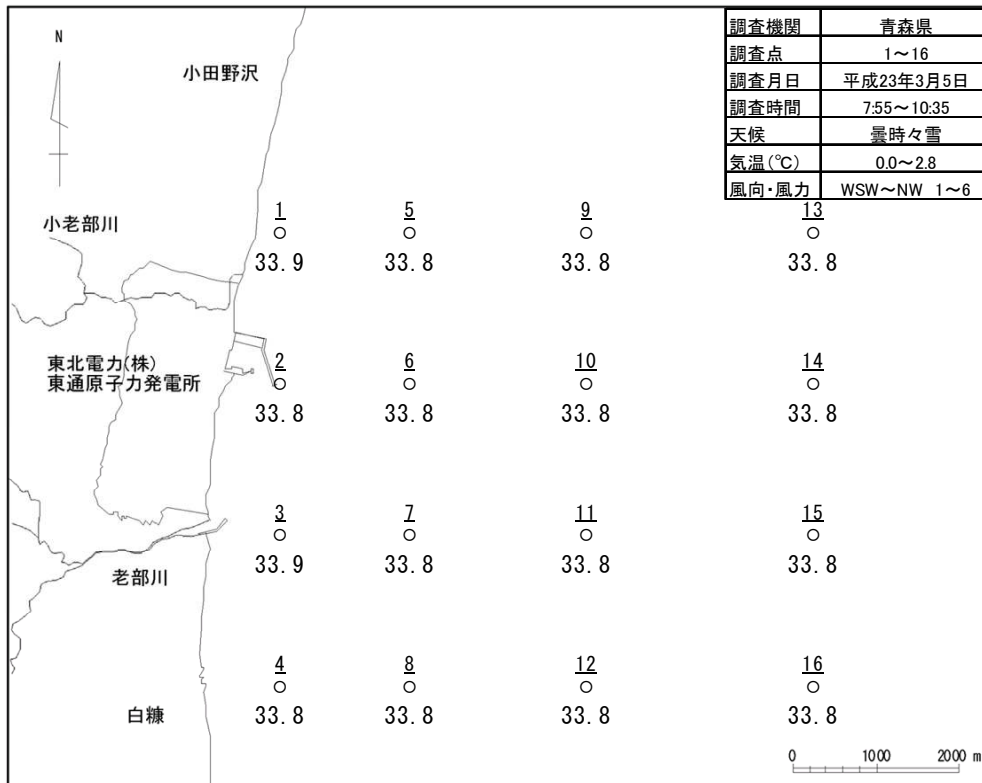 調査機関 青森県
調査点 1～16
調査月日 平成23年3月5日
調査時間 7:55～10:35
天候 曇時々雪
気温(℃) 0.0～2.8
風向・風力 WSW～NW 1～6
N
小田野沢
小老部川
1 5 9 13
33.9 33.8 33.8 33.8
東北電力(株)
東通原子力発電所
2 6 10 14
33.8 33.8 33.8 33.8
3 7 11 15
33.9 33.8 33.8 33.8
老部川
4 8 12 16
33.8 33.8 33.8 33.8
白糠
0 1000 2000 m